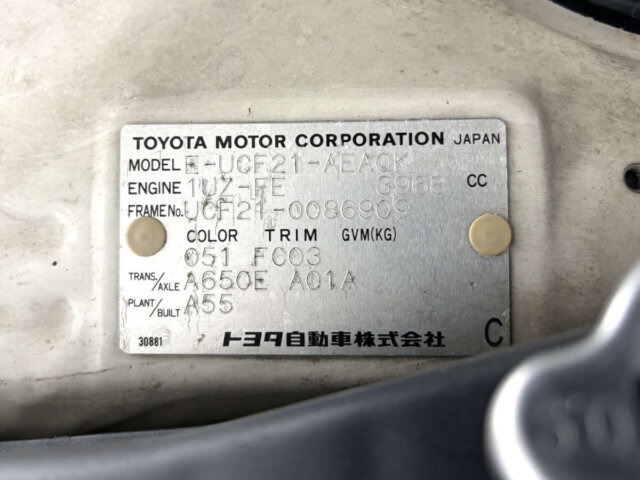 TOYOTA MOTOR CORPORATION JAPAN
MODEL E-UCF21-AEAQK
ENGINE 1UZ-FE 3968 CC
FRAME No. UCF21-0086909
COLOR TRIM GVM(KG)
051 FC03
TRANS./AXLE A650E A01A
PLANT/BUILT A55
30881 トヨタ自動車株式会社 C